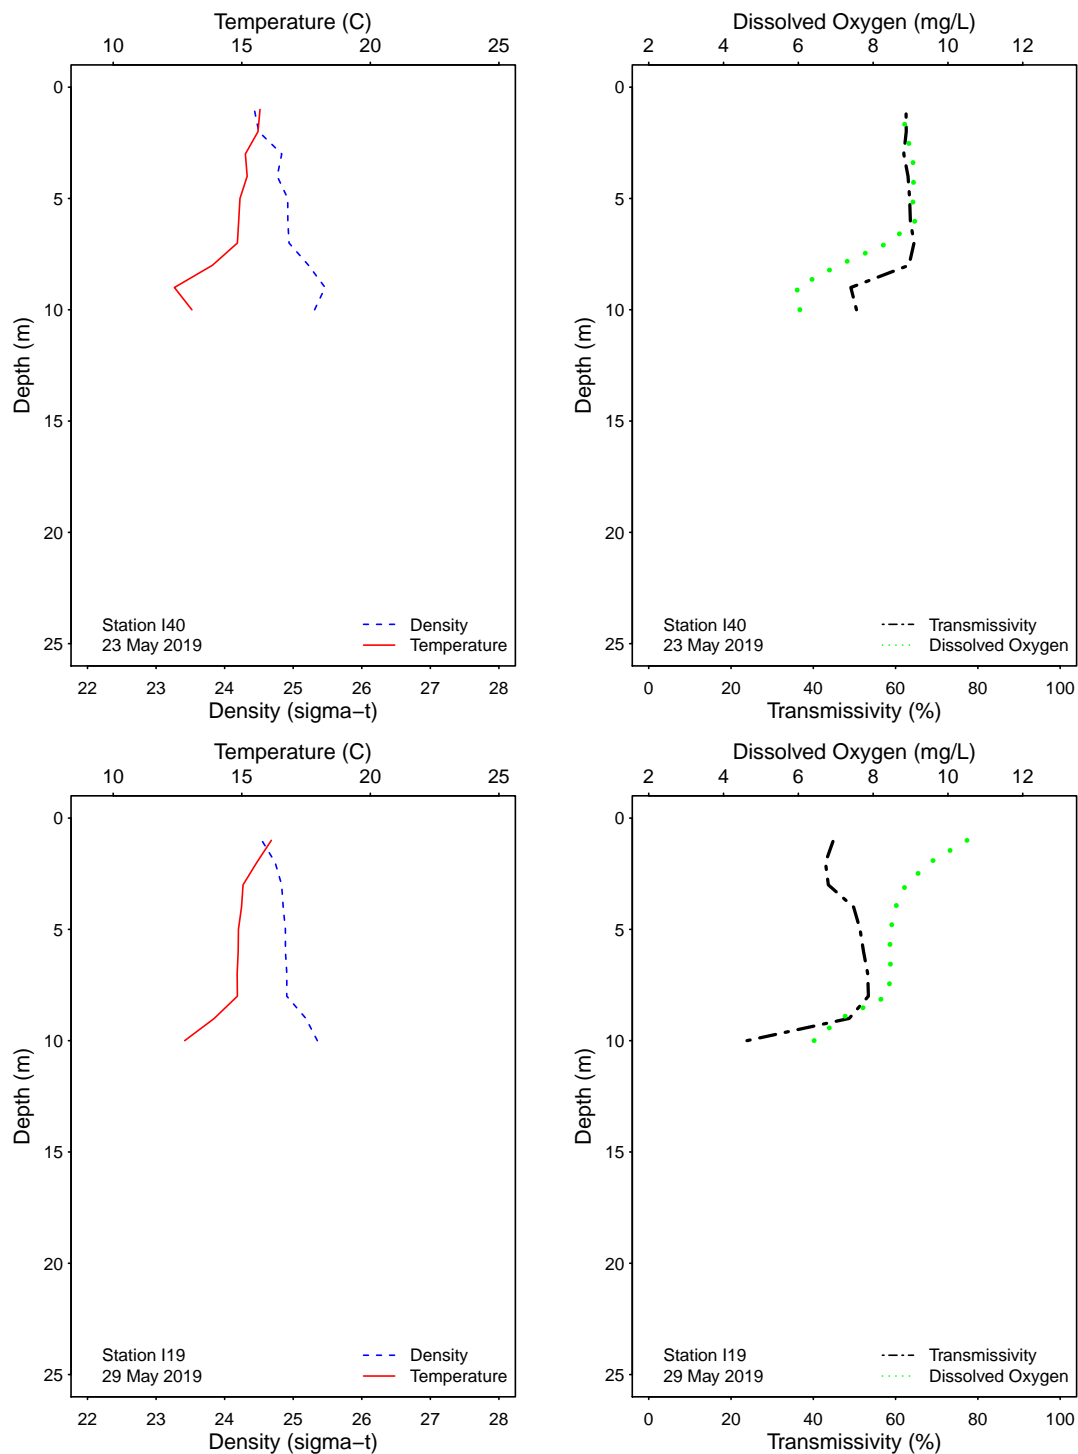 Temperature (C)
10 15 20 25
0
5
10
15
20
25
Depth (m)
Station I40
23 May 2019
Density
Temperature
22 23 24 25 26 27 28
Density (sigma−t)
Dissolved Oxygen (mg/L)
2 4 6 8 10 12
0
5
10
15
20
25
Depth (m)
Station I40
23 May 2019
Transmissivity
Dissolved Oxygen
0 20 40 60 80 100
Transmissivity (%)
Temperature (C)
10 15 20 25
0
5
10
15
20
25
Depth (m)
Station I19
29 May 2019
Density
Temperature
22 23 24 25 26 27 28
Density (sigma−t)
Dissolved Oxygen (mg/L)
2 4 6 8 10 12
0
5
10
15
20
25
Depth (m)
Station I19
29 May 2019
Transmissivity
Dissolved Oxygen
0 20 40 60 80 100
Transmissivity (%)